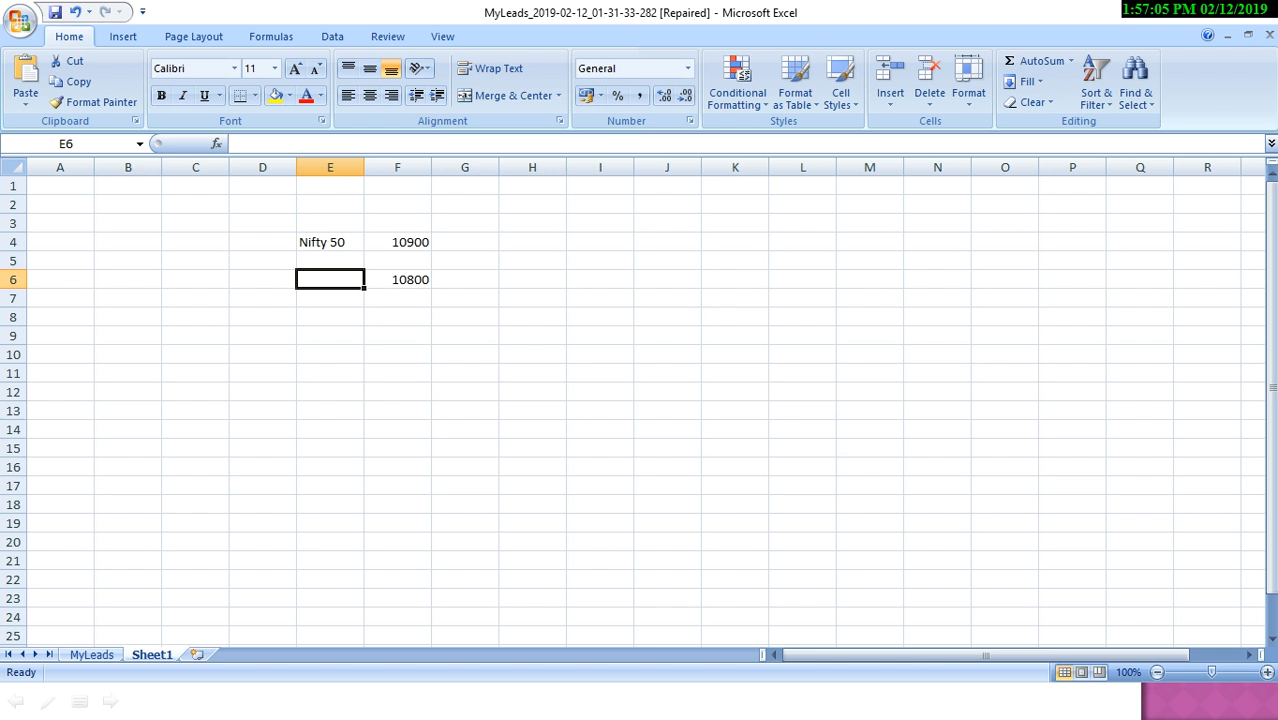 MyLeads_2019-02-12_01-31-33-282 [Repaired] - Microsoft Excel
1:57:05 PM 02/12/2019
Home Insert Page Layout Formulas Data Review View
Paste
Cut
Copy
Format Painter
Clipboard
Calibri 11
B I U
Font
Wrap Text
Merge & Center
Alignment
General
% ,
Number
Conditional Formatting
Format as Table
Cell Styles
Styles
Insert Delete Format
Cells
Σ AutoSum
Fill
Clear
Sort & Filter
Find & Select
Editing
E6 fx
A B C D E F G H I J K L M N O P Q R
1
2
3
4 Nifty 50 10900
5
6 10800
7
8
9
10
11
12
13
14
15
16
17
18
19
20
21
22
23
24
25
MyLeads Sheet1
Ready 100%